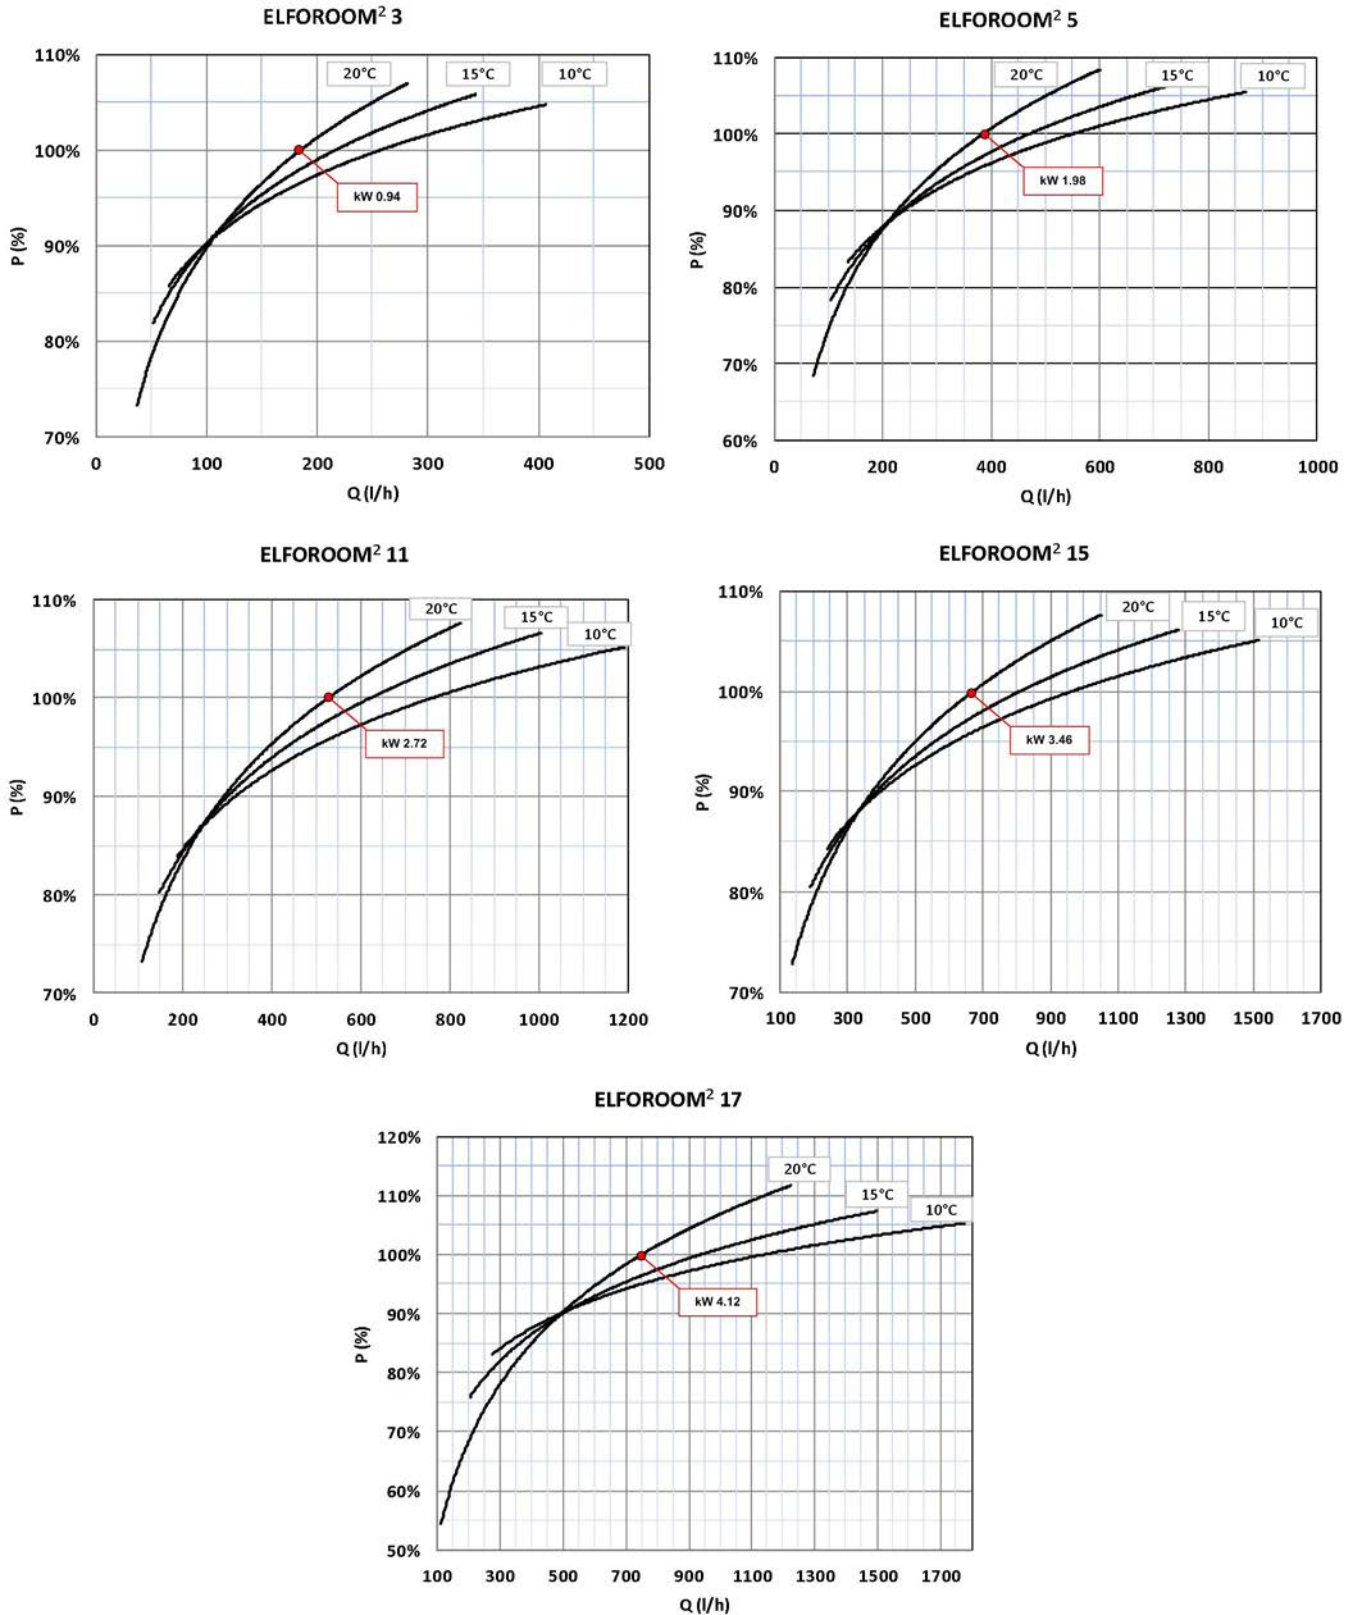 ELFOROOM² 3
110%
100%
90%
80%
70%
P (%)
20°C
15°C
10°C
kW 0.94
0 100 200 300 400 500
Q (l/h)
ELFOROOM² 5
110%
100%
90%
80%
70%
60%
P (%)
20°C
15°C
10°C
kW 1.98
0 200 400 600 800 1000
Q (l/h)
ELFOROOM² 11
110%
100%
90%
80%
70%
P (%)
20°C
15°C
10°C
kW 2.72
0 200 400 600 800 1000 1200
Q (l/h)
ELFOROOM² 15
110%
100%
90%
80%
70%
P (%)
20°C
15°C
10°C
kW 3.46
100 300 500 700 900 1100 1300 1500 1700
Q (l/h)
ELFOROOM² 17
120%
110%
100%
90%
80%
70%
60%
50%
P (%)
20°C
15°C
10°C
kW 4.12
100 300 500 700 900 1100 1300 1500 1700
Q (l/h)